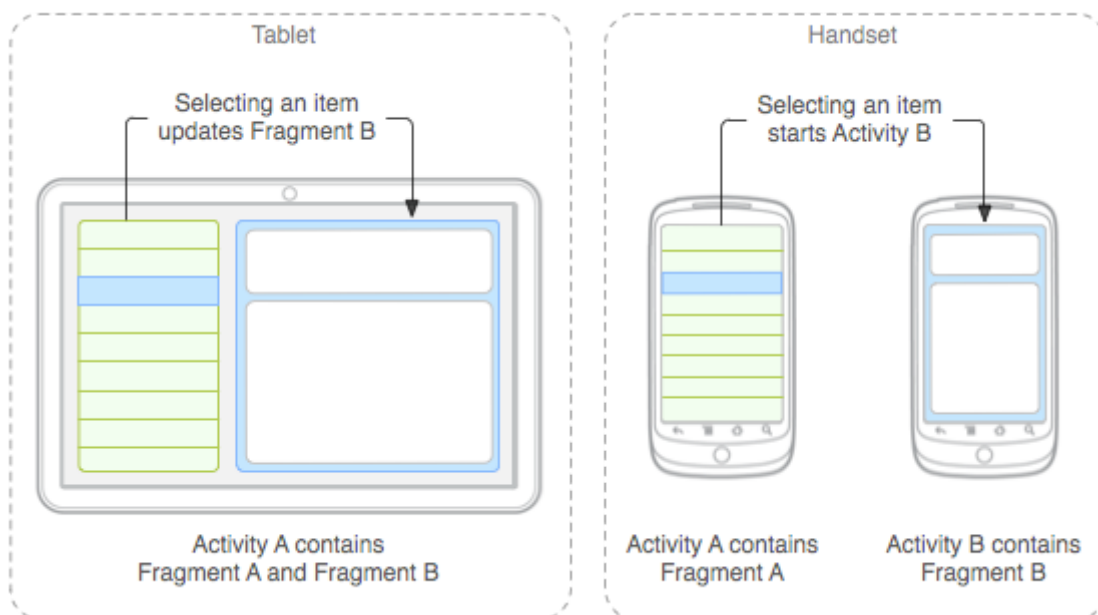 Tablet
Selecting an item
updates Fragment B
Activity A contains
Fragment A and Fragment B
Handset
Selecting an item
starts Activity B
Activity A contains
Fragment A
Activity B contains
Fragment B